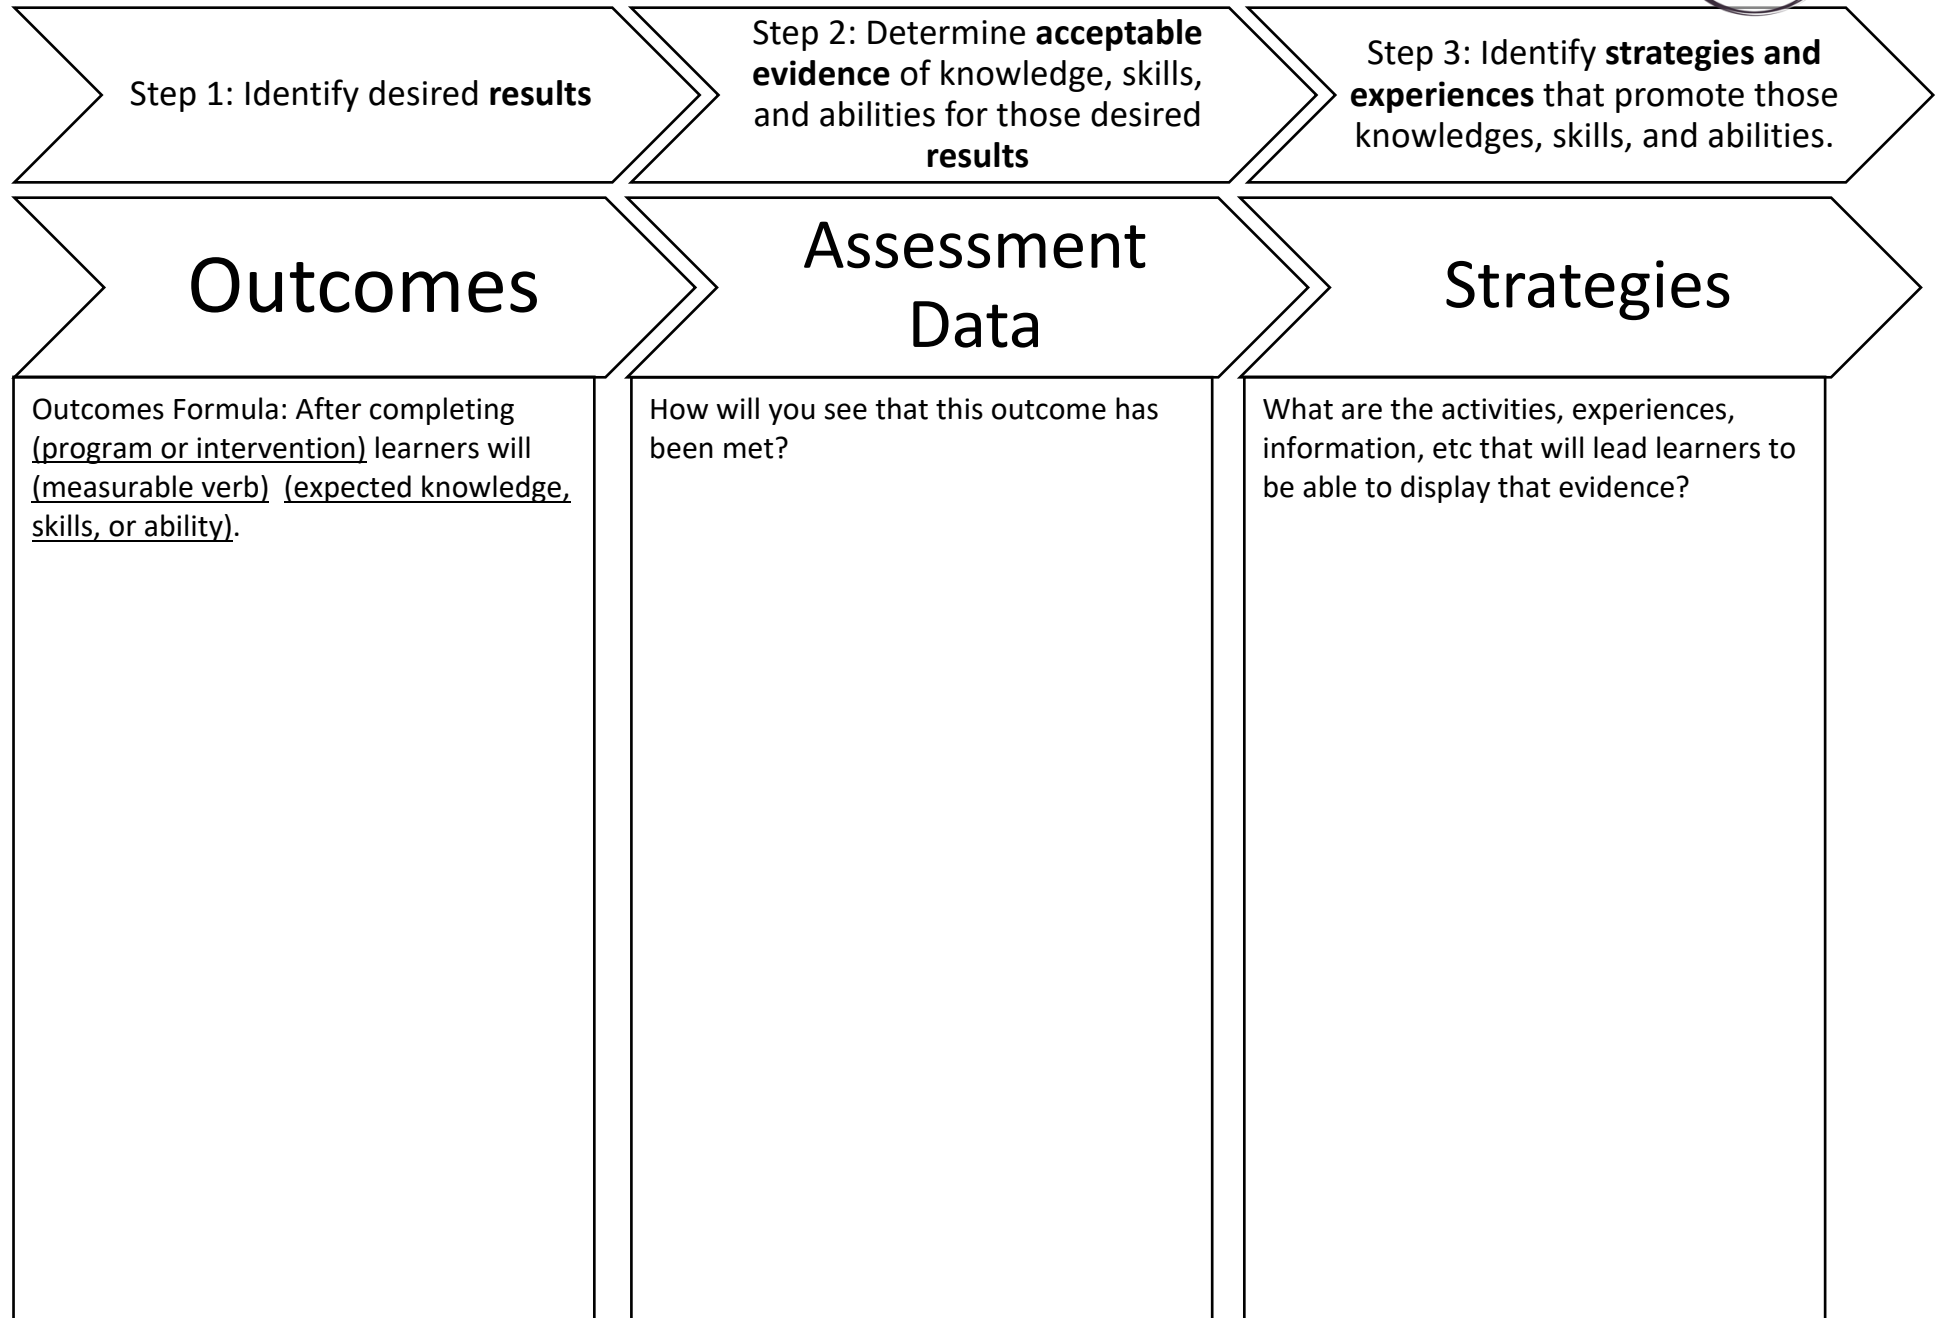 Step 1: Identify desired results
Step 2: Determine acceptable
evidence of knowledge, skills,
and abilities for those desired
results
Step 3: Identify strategies and
experiences that promote those
knowledges, skills, and abilities.
Outcomes
Assessment
Data
Strategies
Outcomes Formula: After completing
(program or intervention) learners will
(measurable verb) (expected knowledge,
skills, or ability).
How will you see that this outcome has
been met?
What are the activities, experiences,
information, etc that will lead learners to
be able to display that evidence?